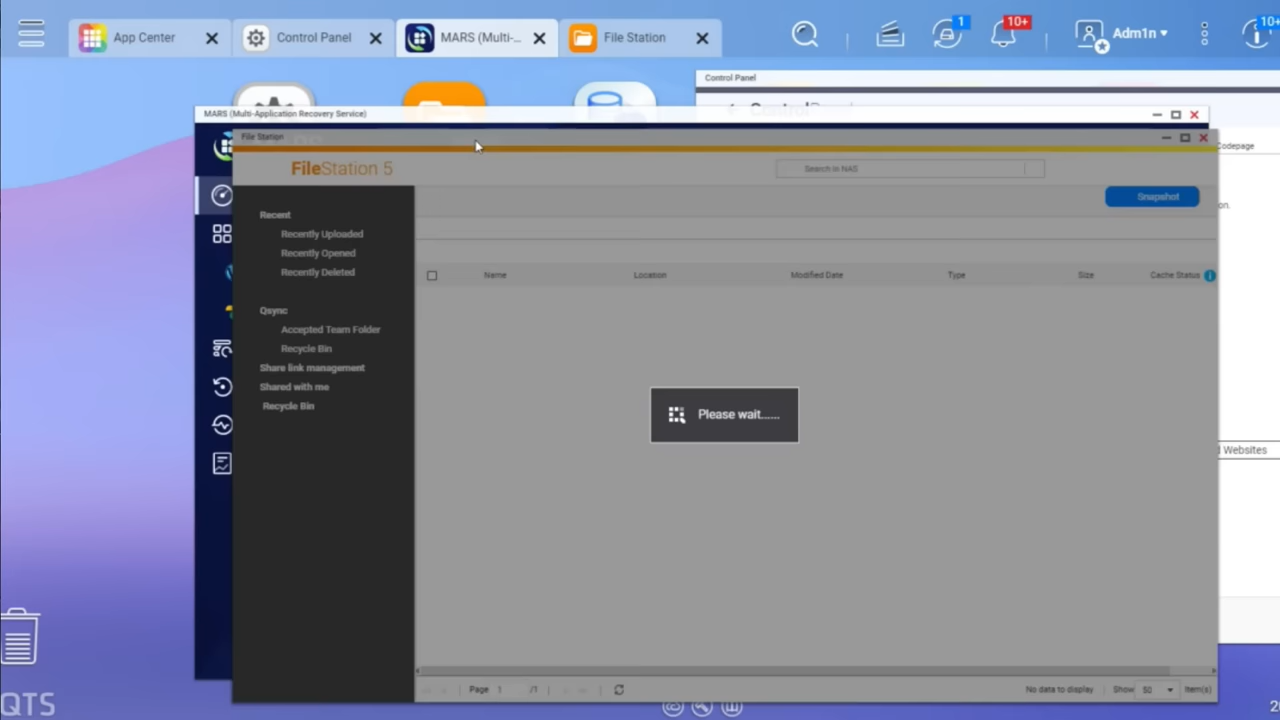 App Center
Control Panel
MARS (Multi-...
File Station
1
10+
Adm1n
10+
Control Panel
MARS (Multi-Application Recovery Service)
File Station
Codepage
FileStation 5
Search in NAS
Snapshot
on.
Recent
Recently Uploaded
Recently Opened
Recently Deleted
Name
Location
Modified Date
Type
Size
Cache Status
Qsync
Accepted Team Folder
Recycle Bin
Share link management
Shared with me
Recycle Bin
Please wait......
d Websites
Page 1 /1
No data to display
Show 50 Item(s)
QTS